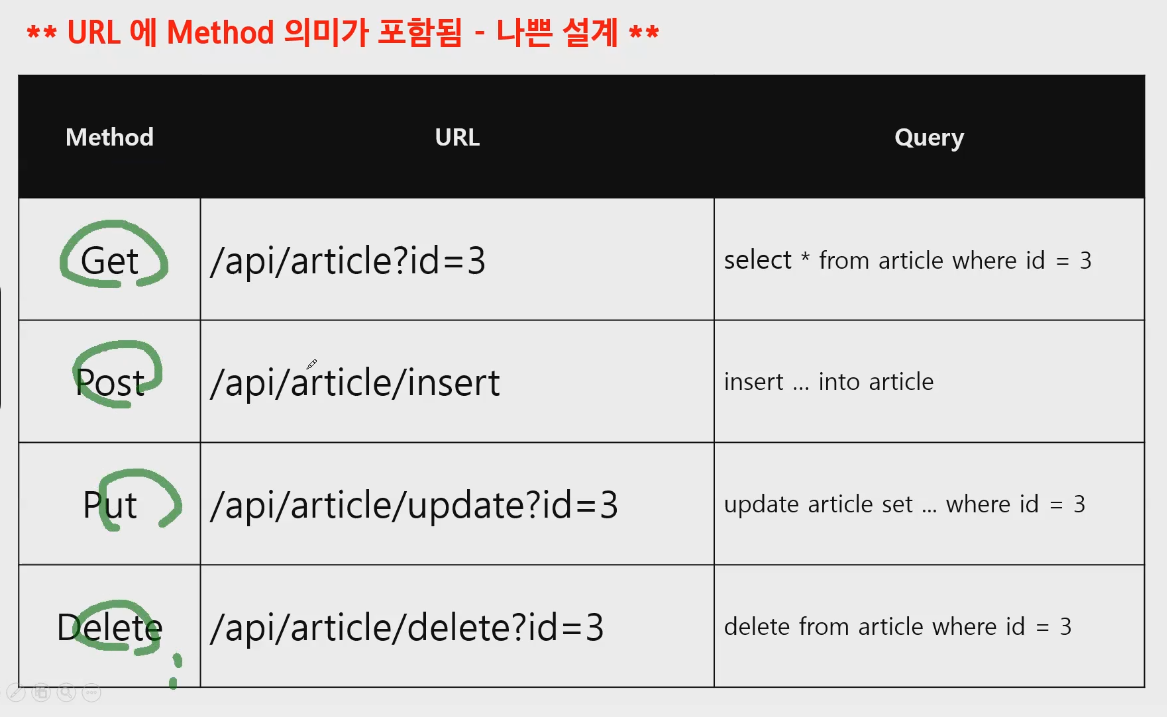 ** URL 에 Method 의미가 포함됨 - 나쁜 설계 **
Method URL Query
Get /api/article?id=3 select * from article where id = 3
Post /api/article/insert insert ... into article
Put /api/article/update?id=3 update article set ... where id = 3
Delete /api/article/delete?id=3 delete from article where id = 3